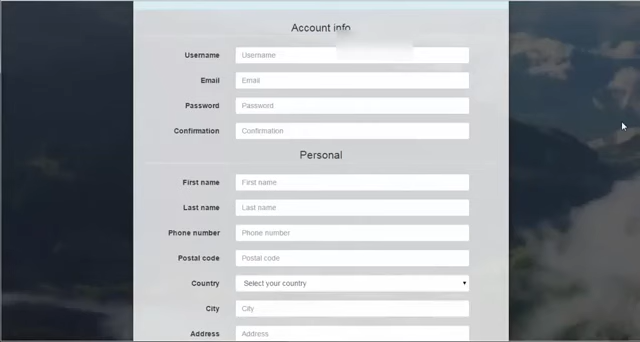 Account info
Username Username
Email Email
Password Password
Confirmation Confirmation
Personal
First name First name
Last name Last name
Phone number Phone number
Postal code Postal code
Country Select your country
City City
Address Address